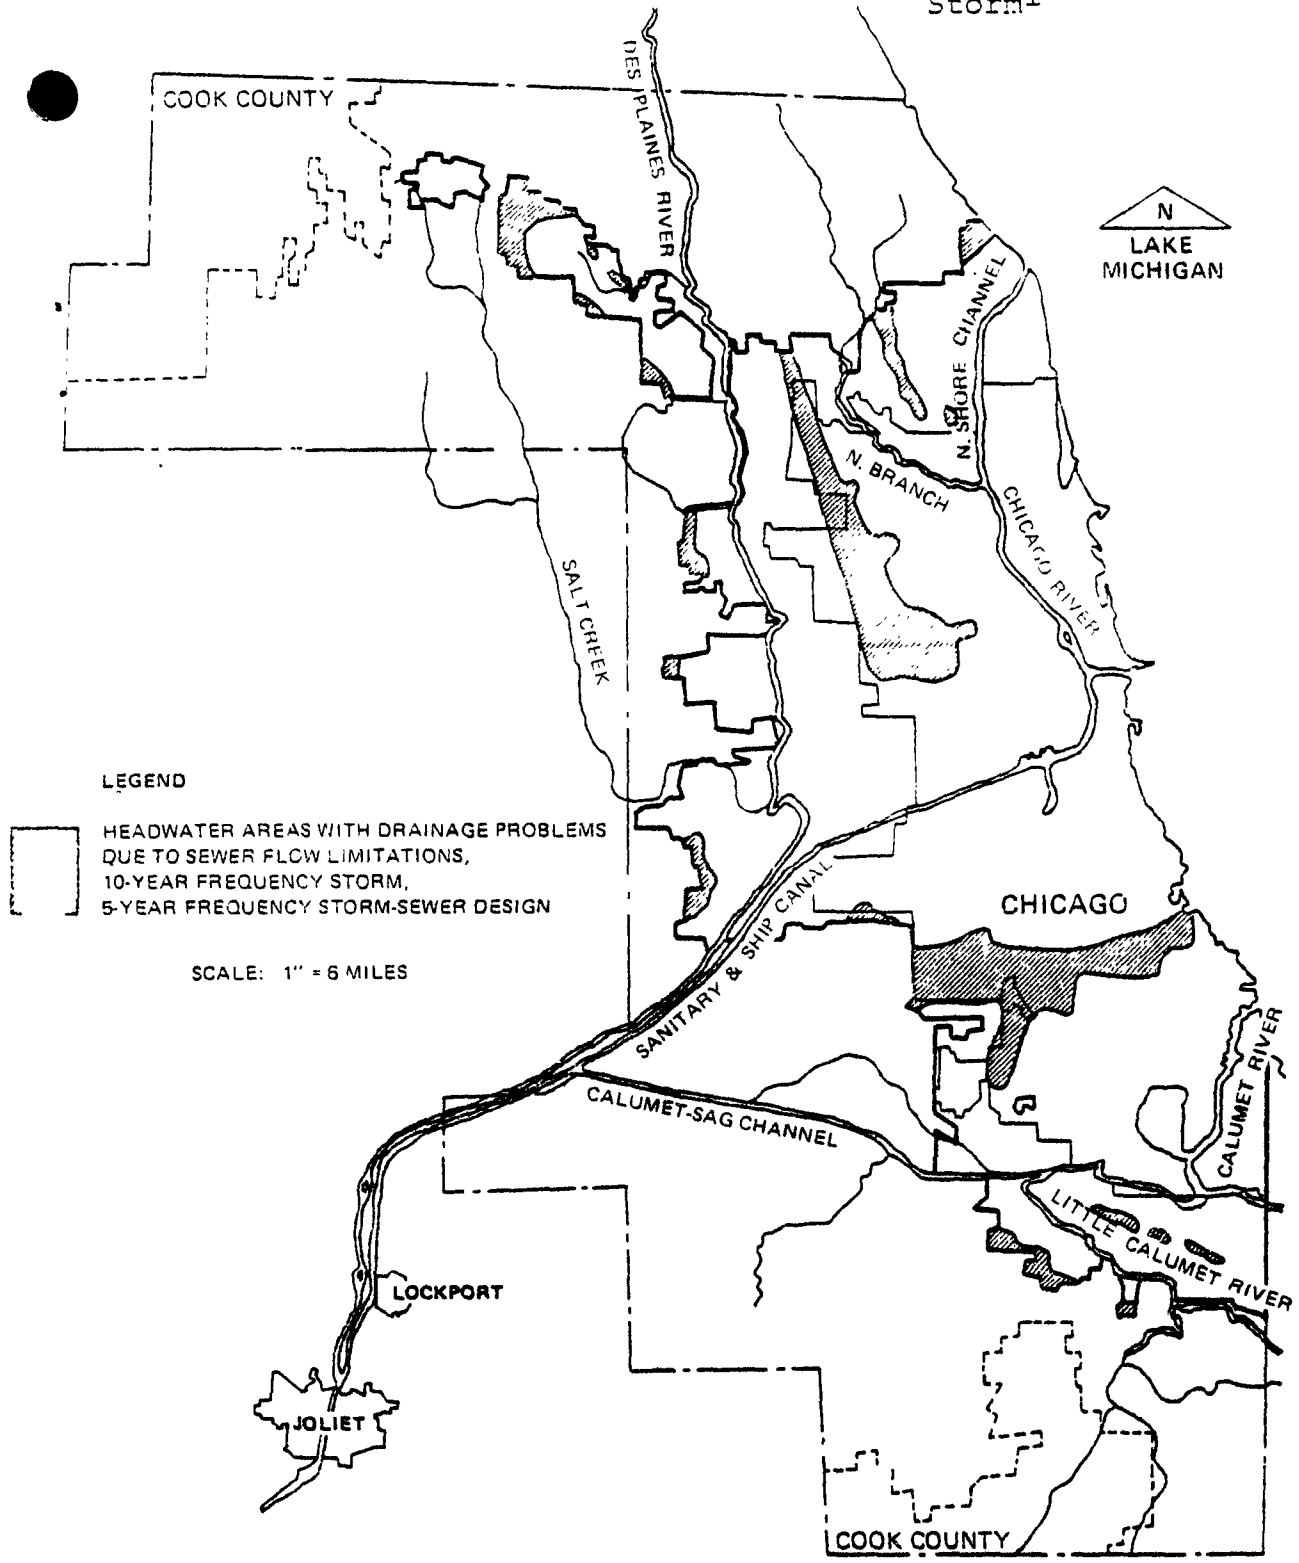 Storm
COOK COUNTY
DES PLAINES RIVER
N
LAKE
MICHIGAN
N. SHORE CHANNEL
N. BRANCH
CHICAGO RIVER
SALT CREEK
LEGEND
HEADWATER AREAS WITH DRAINAGE PROBLEMS
DUE TO SEWER FLOW LIMITATIONS,
10-YEAR FREQUENCY STORM,
5-YEAR FREQUENCY STORM-SEWER DESIGN
SCALE: 1" = 6 MILES
CHICAGO
SANITARY & SHIP CANAL
CALUMET RIVER
CALUMET-SAG CHANNEL
LITTLE CALUMET RIVER
LOCKPORT
JOLIET
COOK COUNTY